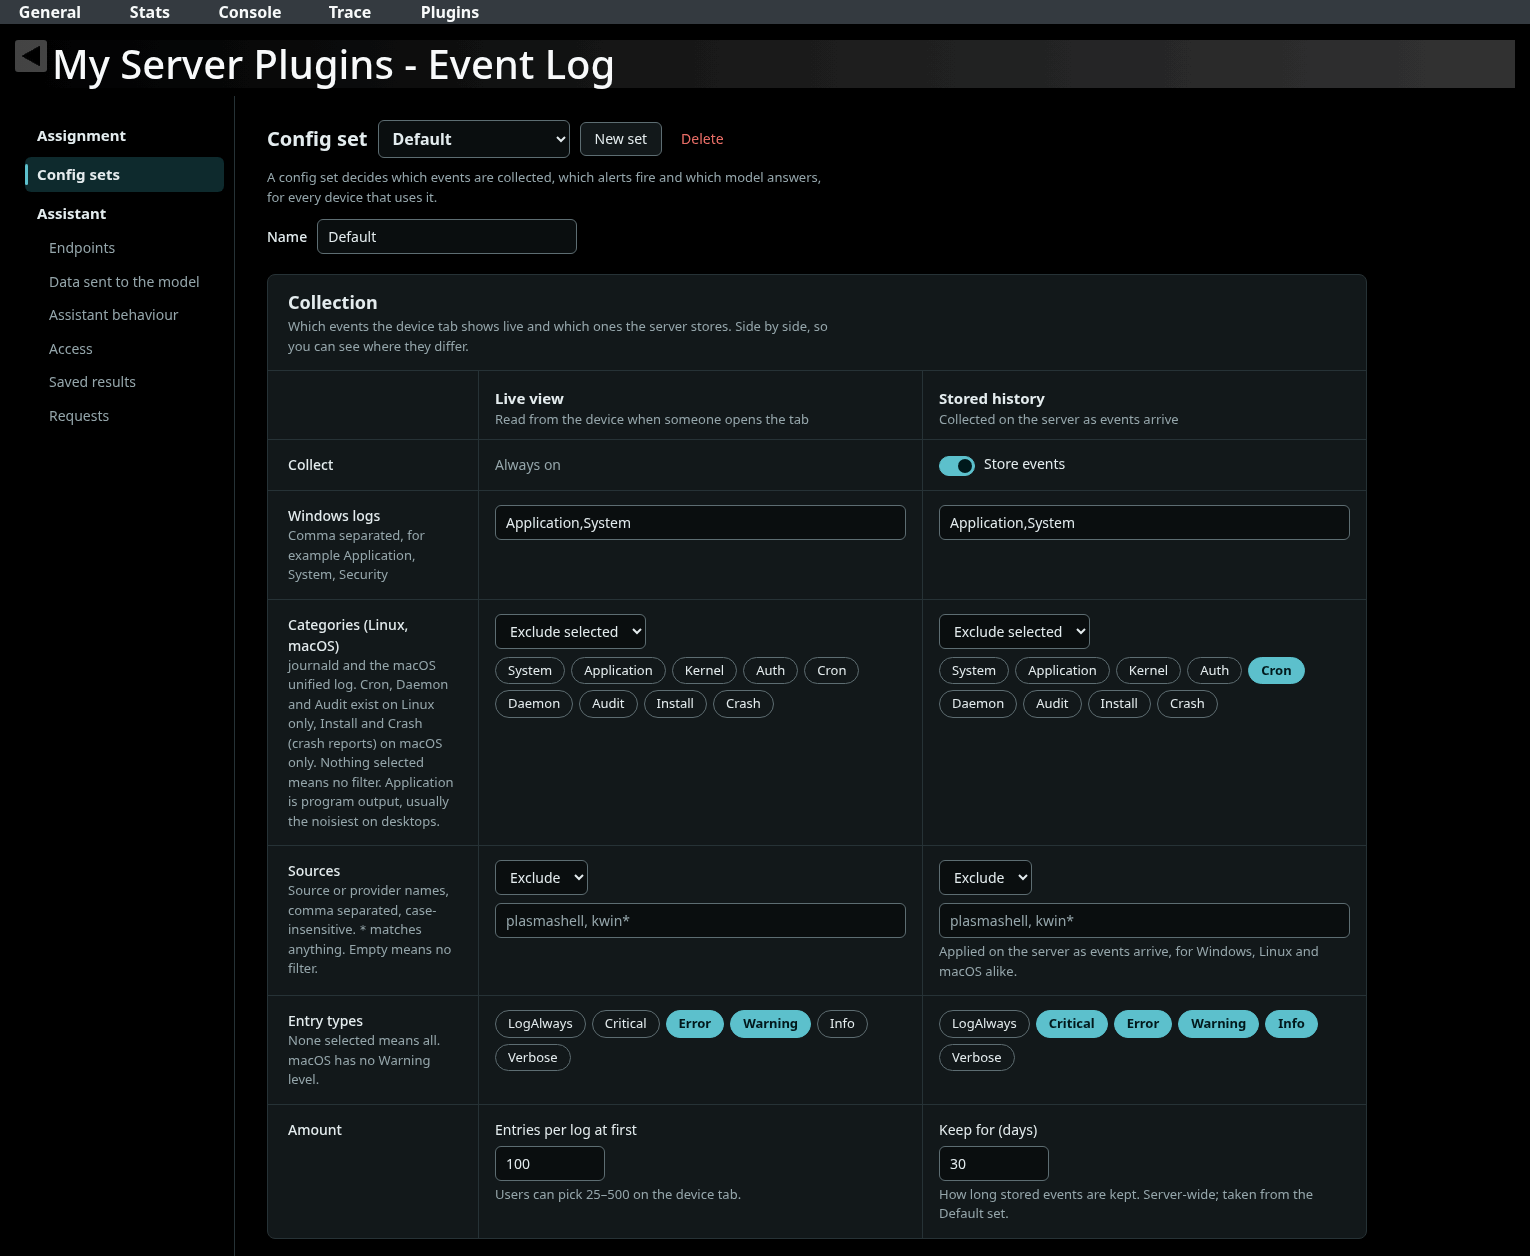 General Stats Console Trace Plugins
My Server Plugins - Event Log
Assignment
Config sets
Assistant
Endpoints
Data sent to the model
Assistant behaviour
Access
Saved results
Requests
Config set Default New set Delete
A config set decides which events are collected, which alerts fire and which model answers,
for every device that uses it.
Name Default
Collection
Which events the device tab shows live and which ones the server stores. Side by side, so
you can see where they differ.
Live view
Read from the device when someone opens the tab
Stored history
Collected on the server as events arrive
Collect
Always on
Store events
Windows logs
Comma separated, for
example Application,
System, Security
Application,System
Application,System
Categories (Linux,
macOS)
journald and the macOS
unified log. Cron, Daemon
and Audit exist on Linux
only, Install and Crash
(crash reports) on macOS
only. Nothing selected
means no filter. Application
is program output, usually
the noisiest on desktops.
Exclude selected
System Application Kernel Auth Cron
Daemon Audit Install Crash
Exclude selected
System Application Kernel Auth Cron
Daemon Audit Install Crash
Sources
Source or provider names,
comma separated, case-
insensitive. * matches
anything. Empty means no
filter.
Exclude
plasmashell, kwin*
Exclude
plasmashell, kwin*
Applied on the server as events arrive, for Windows, Linux and
macOS alike.
Entry types
None selected means all.
macOS has no Warning
level.
LogAlways Critical Error Warning Info
Verbose
LogAlways Critical Error Warning Info
Verbose
Amount
Entries per log at first
100
Users can pick 25–500 on the device tab.
Keep for (days)
30
How long stored events are kept. Server-wide; taken from the
Default set.